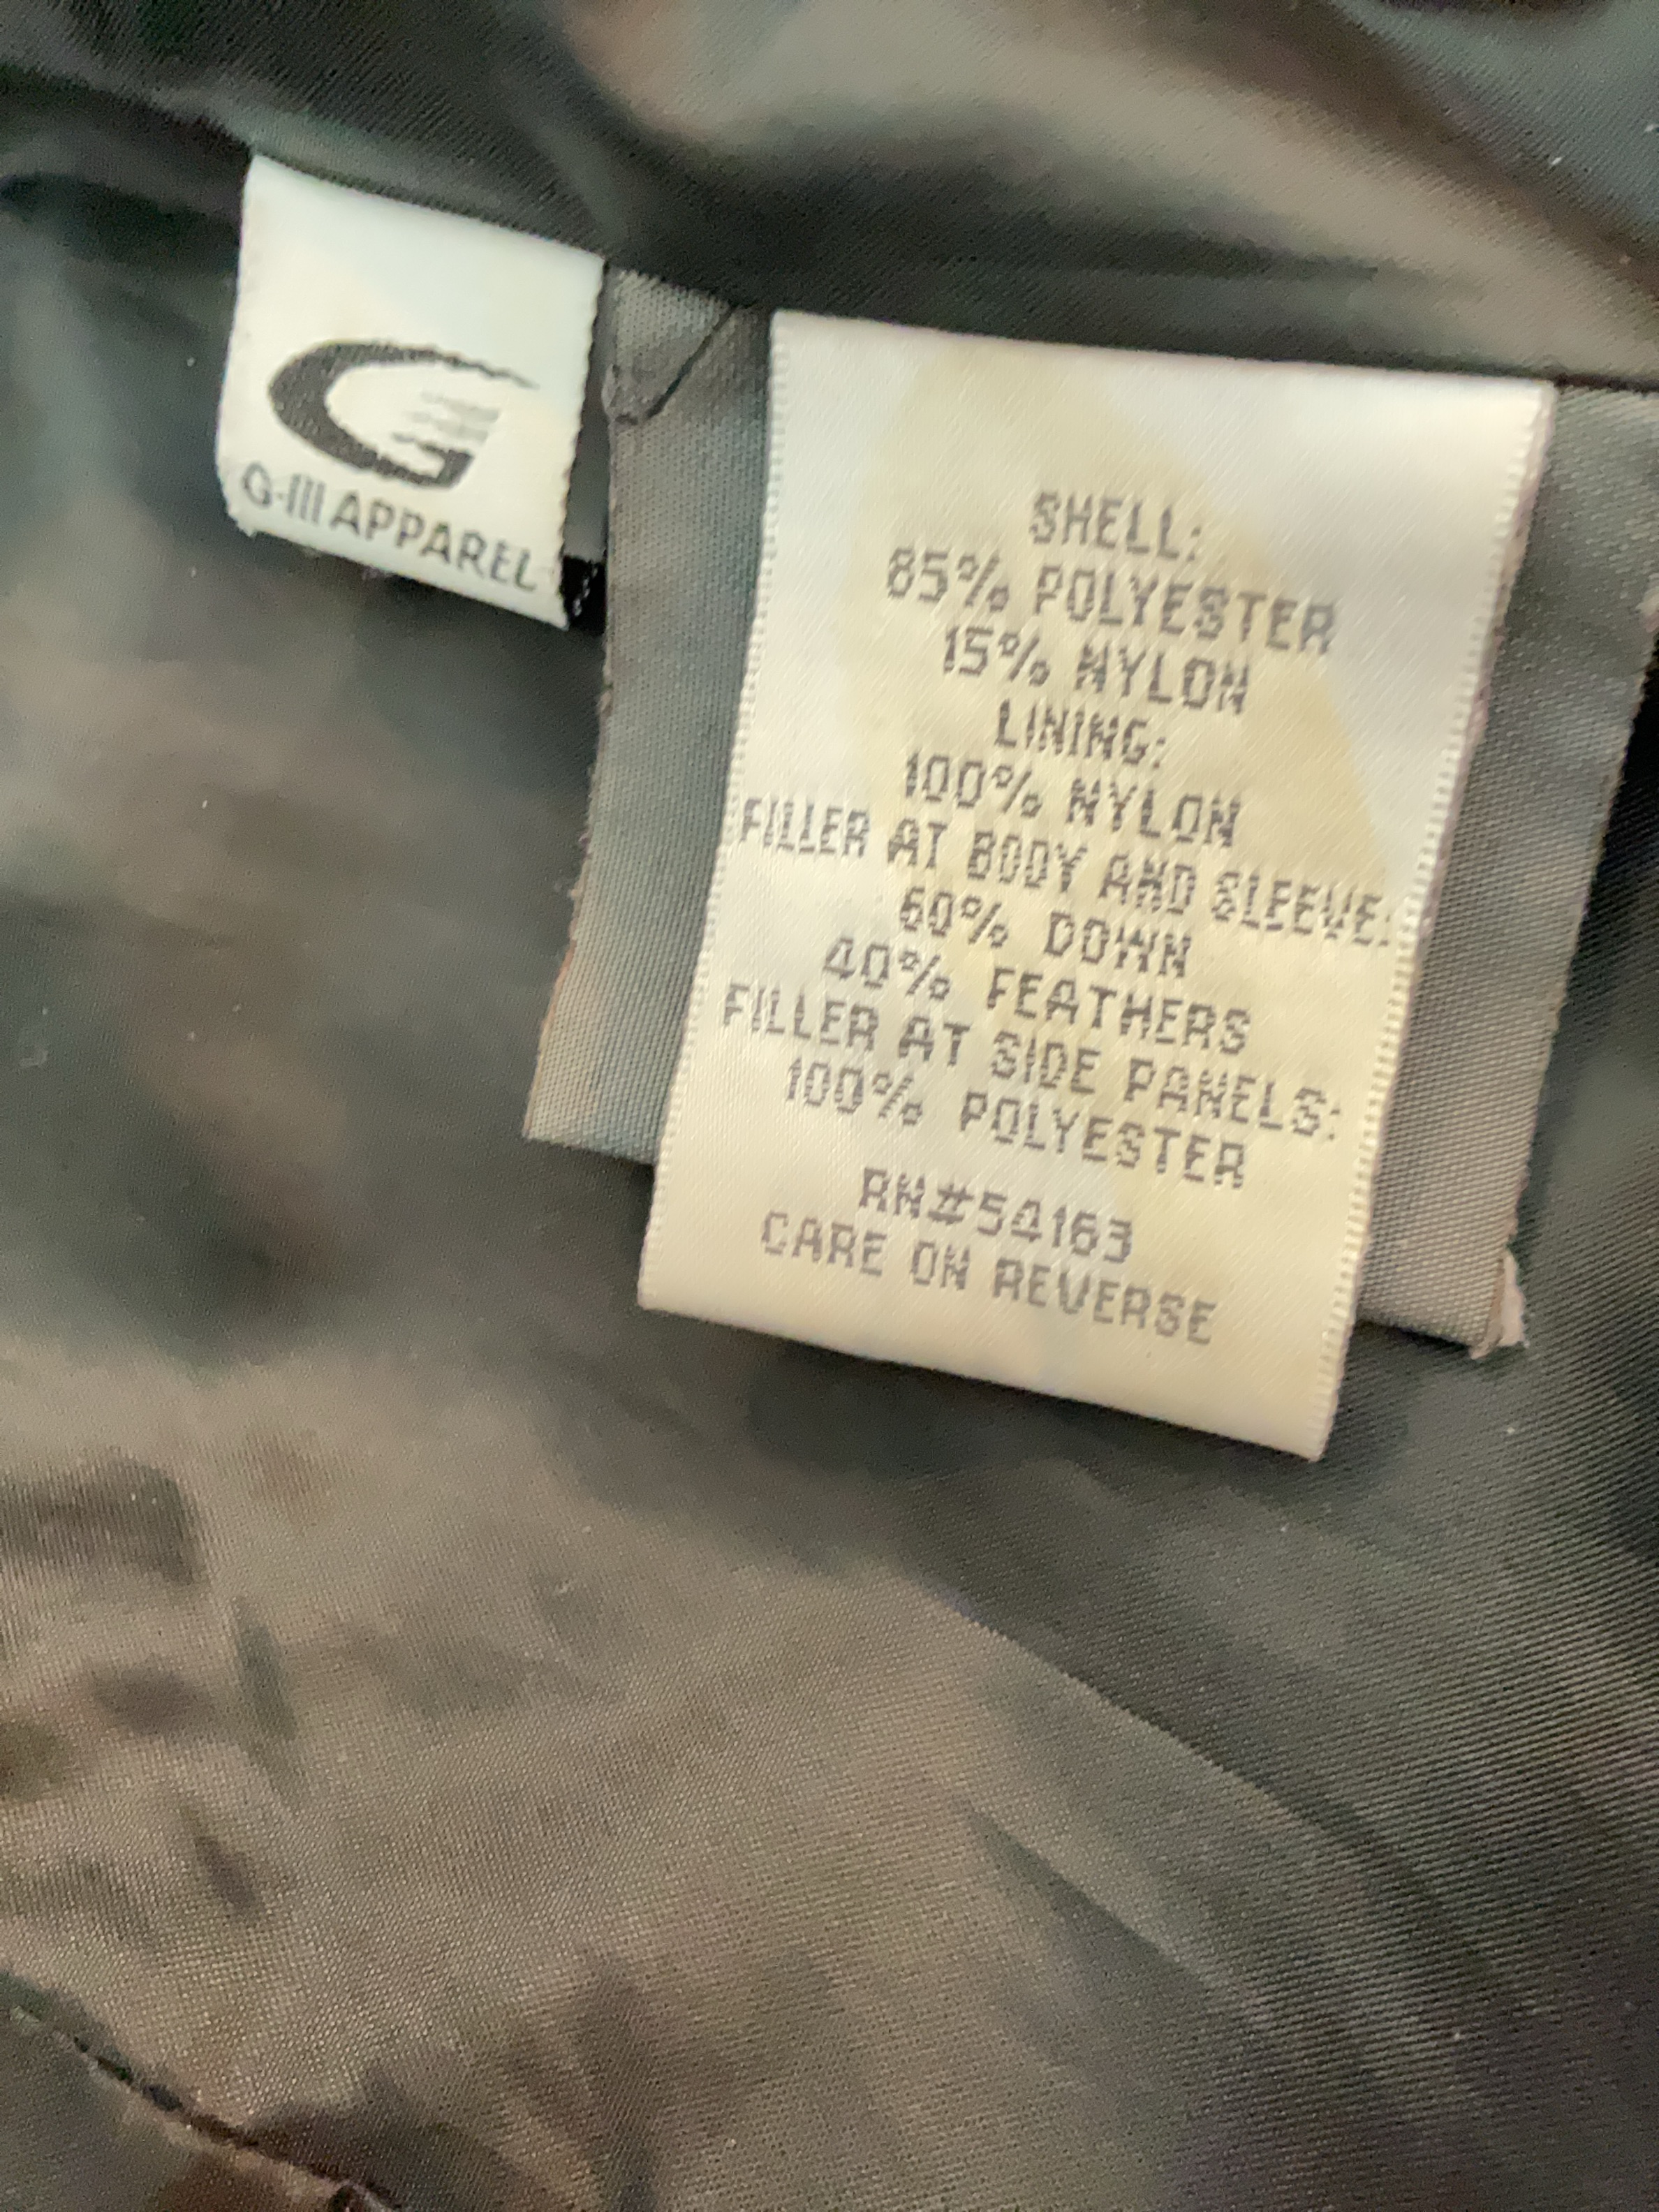 G-III APPAREL
SHELL:
85% POLYESTER
15% NYLON
LINING:
100% NYLON
FILLER AT BODY AND SLEEVE:
60% DOWN
40% FEATHERS
FILLER AT SIDE PANELS:
100% POLYESTER
RN#54163
CARE ON REVERSE